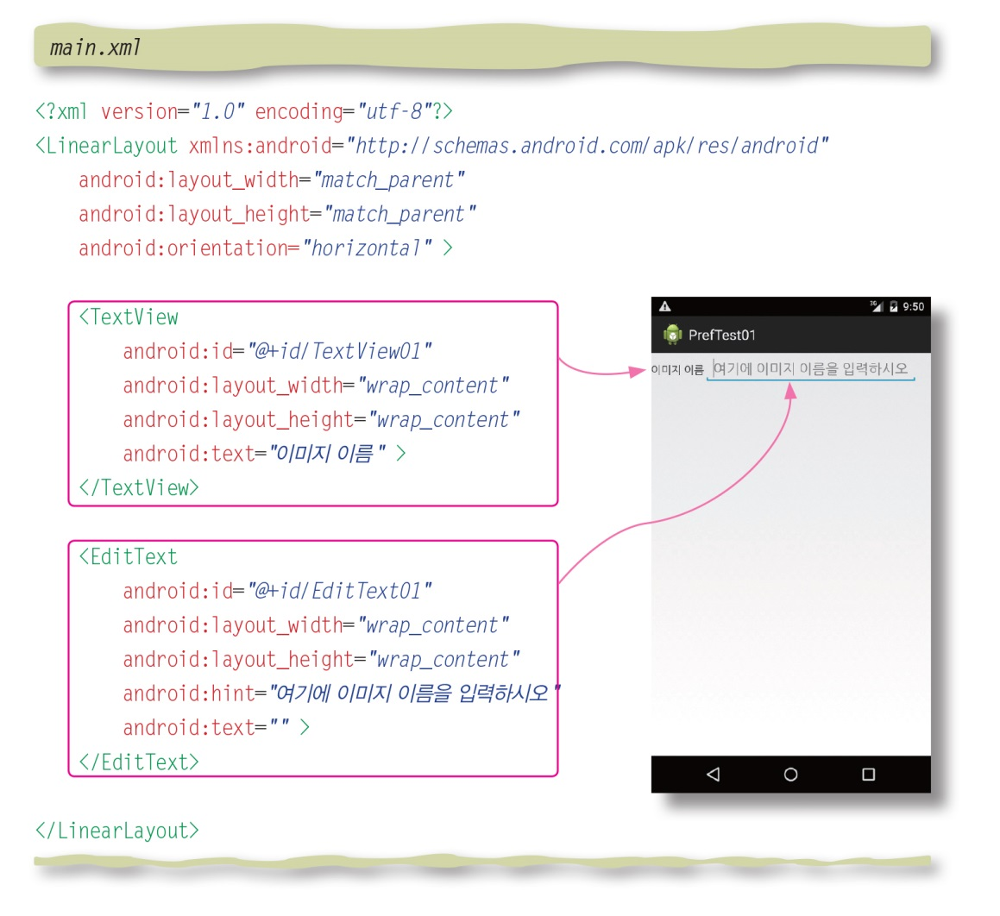 main.xml
<?xml version="1.0" encoding="utf-8"?>
<LinearLayout xmlns:android="http://schemas.android.com/apk/res/android"
android:layout_width="match_parent"
android:layout_height="match_parent"
android:orientation="horizontal" >
<TextView
android:id="@+id/TextView01"
android:layout_width="wrap_content"
android:layout_height="wrap_content"
android:text="이미지 이름" >
</TextView>
<EditText
android:id="@+id/EditText01"
android:layout_width="wrap_content"
android:layout_height="wrap_content"
android:hint="여기에 이미지 이름을 입력하시오"
android:text="" >
</EditText>
</LinearLayout>
3G 9:50
PrefTest01
이미지 이름 여기에 이미지 이름을 입력하시오